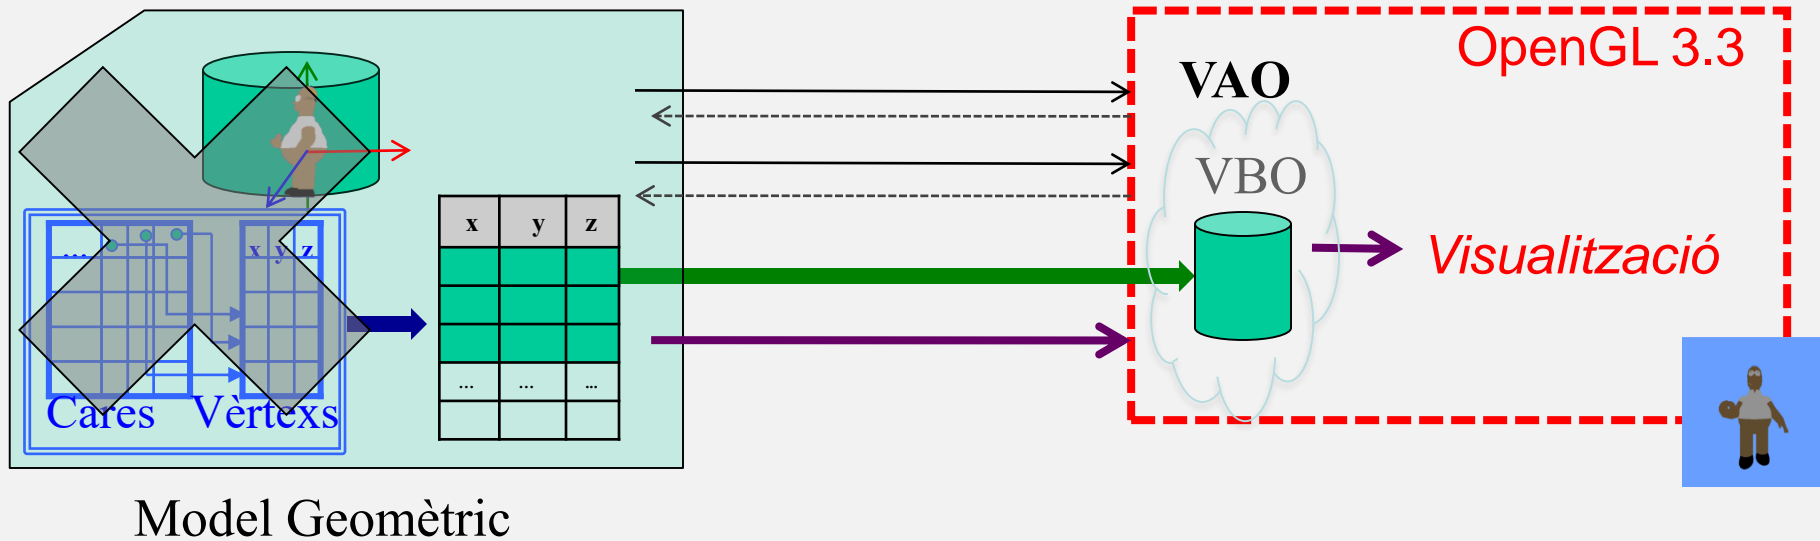 OpenGL 3.3
VAO
VBO
x y z
... x y z
Visualització
... ... ...
Cares Vèrtexs
Model Geomètric